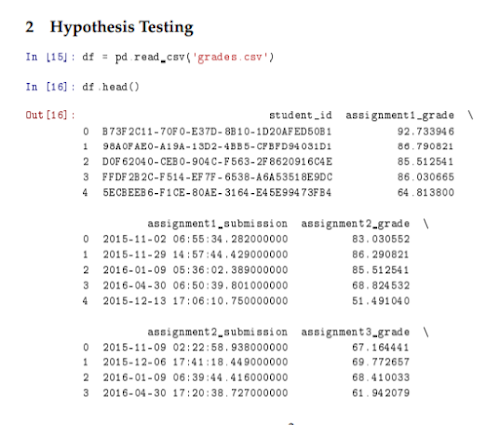 2 Hypothesis Testing
In [15]: df = pd.read_csv('grades.csv')
In [16]: df.head()
Out[16]: student_id assignment1_grade \
0 B73F2C11-70F0-E37D-8B10-1D20AFED50B1 92.733946
1 98A0FAE0-A19A-13D2-4BB5-CFBFD94031D1 86.790821
2 D0F62040-CEB0-904C-F563-2F8620916C4E 85.512541
3 FFDF2B2C-F514-EF7F-6538-A6A53518E9DC 86.030665
4 5ECBEEB6-F1CE-80AE-3164-E45E99473FB4 64.813800
assignment1_submission assignment2_grade \
0 2015-11-02 06:55:34.282000000 83.030552
1 2015-11-29 14:57:44.429000000 86.290821
2 2016-01-09 05:36:02.389000000 85.512541
3 2016-04-30 06:50:39.801000000 68.824532
4 2015-12-13 17:06:10.750000000 51.491040
assignment2_submission assignment3_grade \
0 2015-11-09 02:22:58.938000000 67.164441
1 2015-12-06 17:41:18.449000000 69.772657
2 2016-01-09 06:39:44.416000000 68.410033
3 2016-04-30 17:20:38.727000000 61.942079